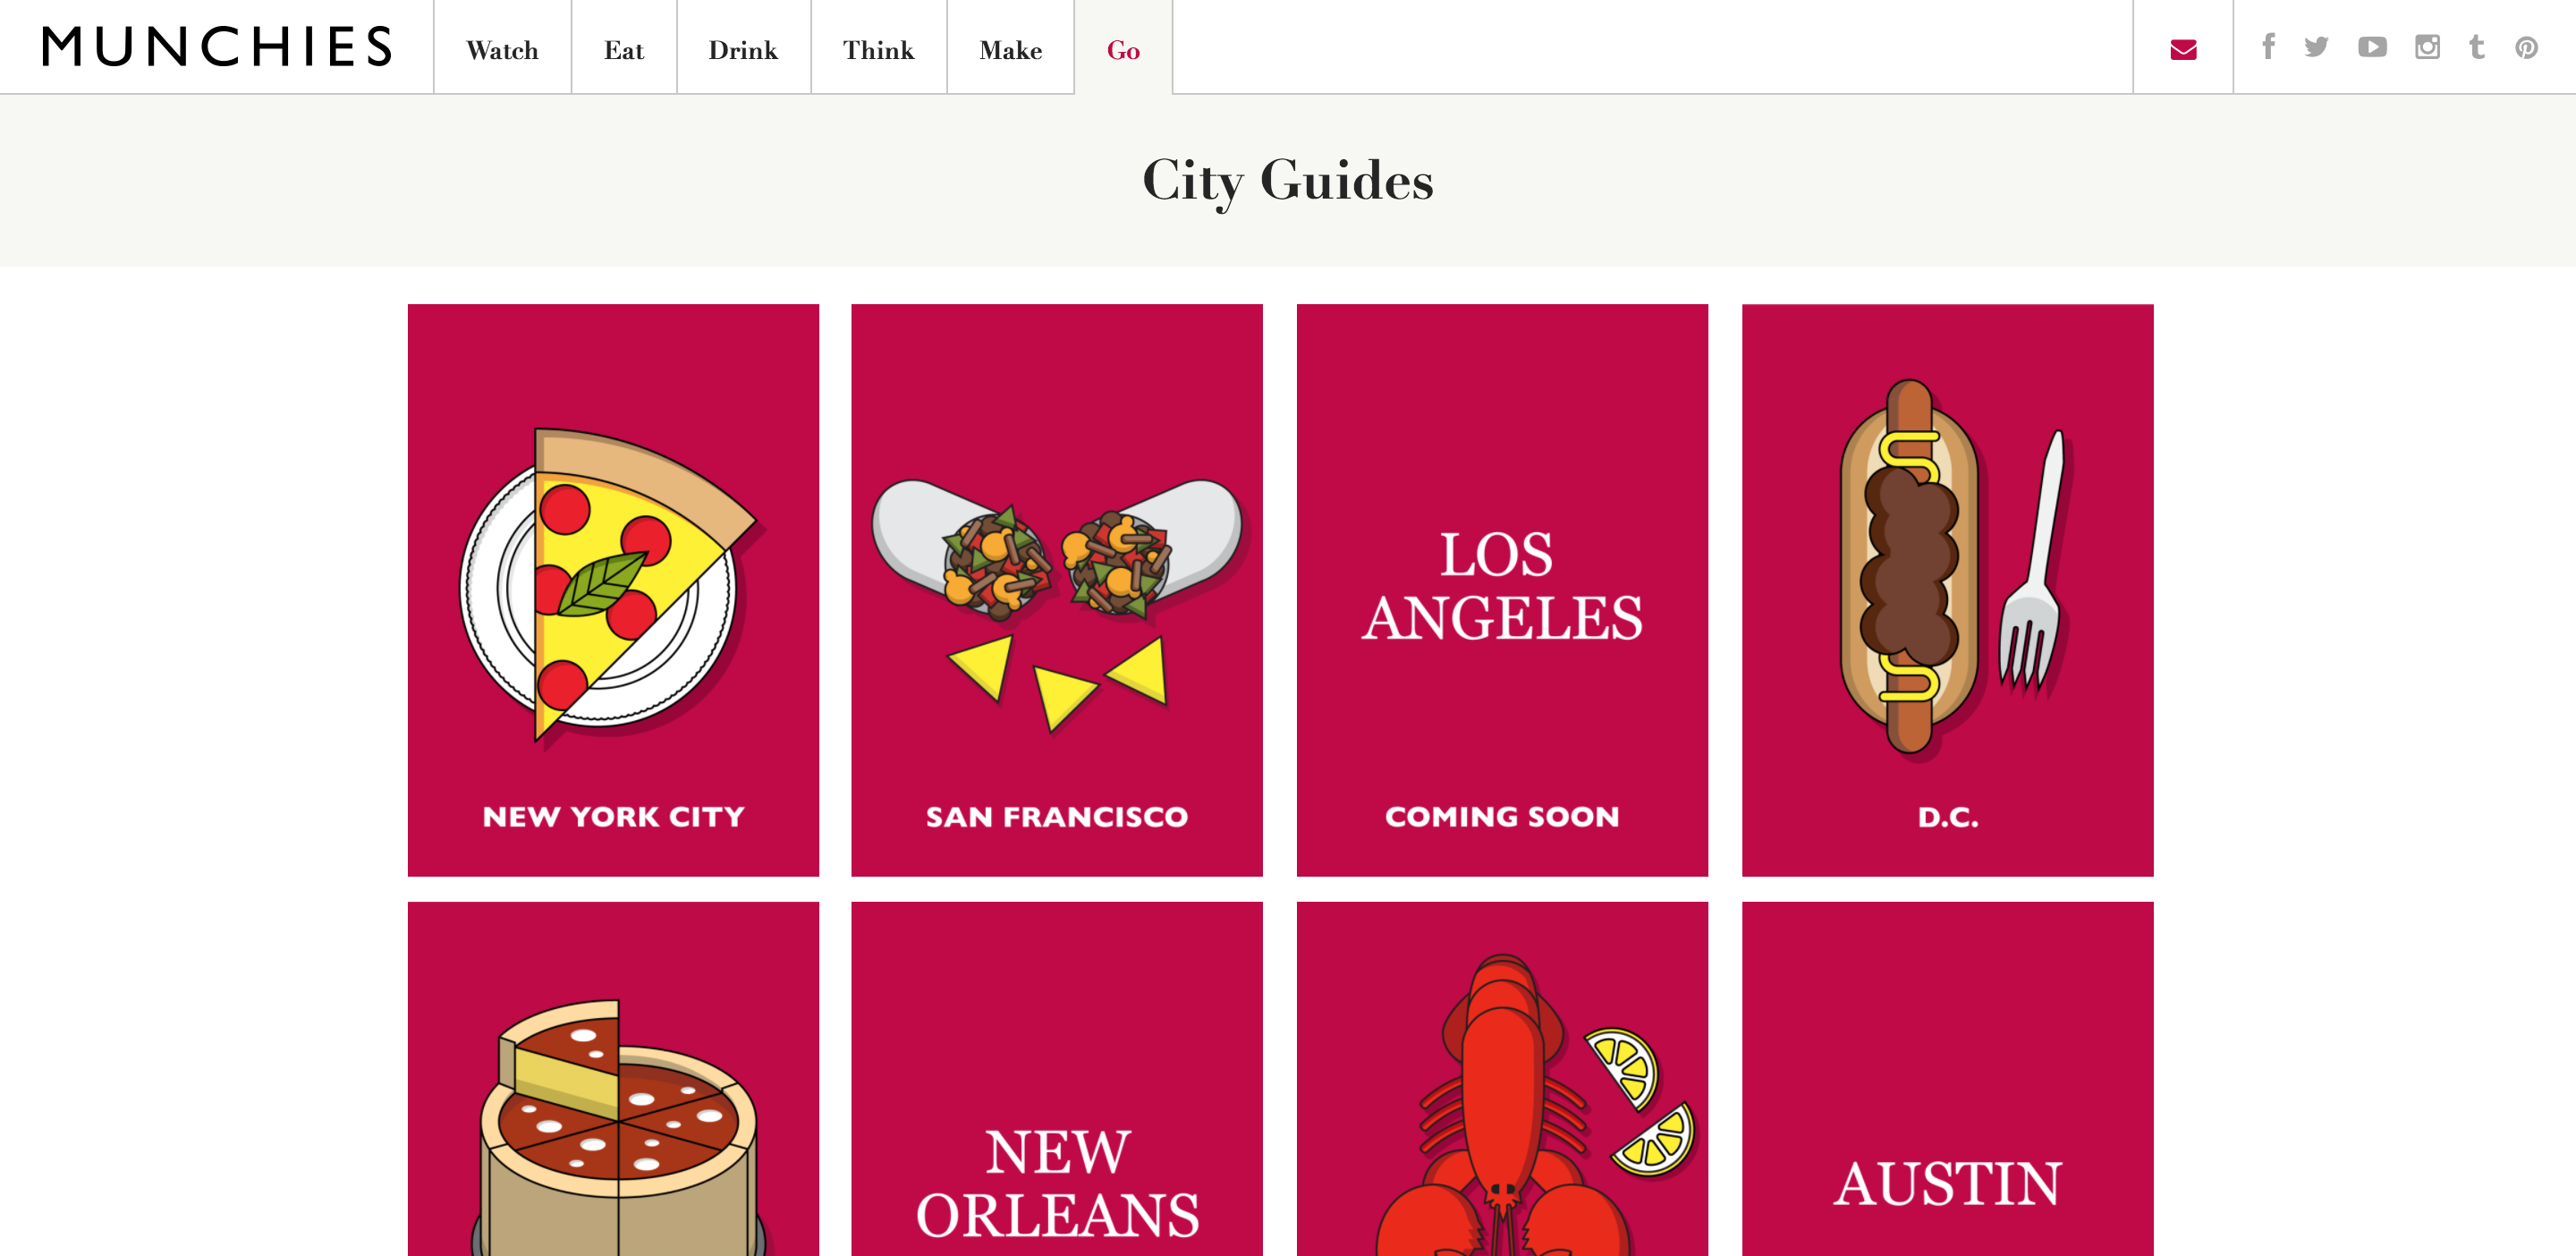 MUNCHIES Watch Eat Drink Think Make Go
City Guides
LOS
ANGELES
NEW YORK CITY SAN FRANCISCO COMING SOON D.C.
NEW
ORLEANS
AUSTIN